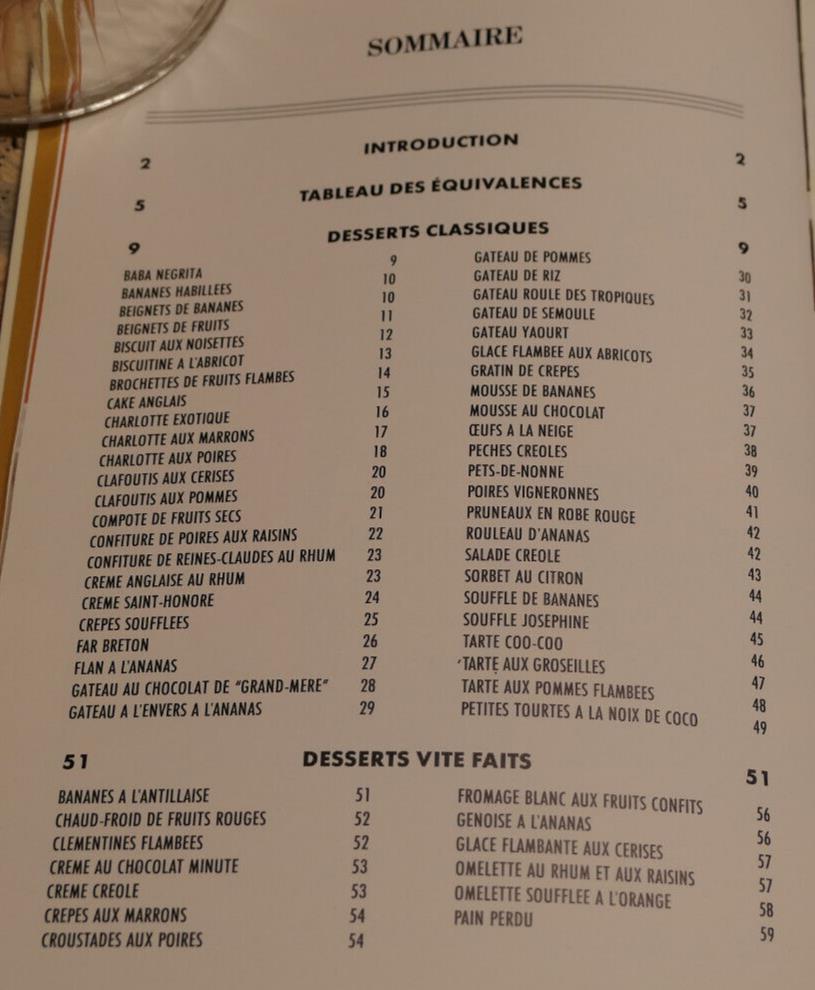 SOMMAIRE
2 INTRODUCTION 2
5 TABLEAU DES ÉQUIVALENCES 5
9 DESSERTS CLASSIQUES 9
BABA NEGRITA 9
BANANES HABILLEES 10
BEIGNETS DE BANANES 10
BEIGNETS DE FRUITS 11
BISCUIT AUX NOISETTES 12
BISCUITINE A L'ABRICOT 13
BROCHETTES DE FRUITS FLAMBES 14
CAKE ANGLAIS 15
CHARLOTTE EXOTIQUE 16
CHARLOTTE AUX MARRONS 17
CHARLOTTE AUX POIRES 18
CLAFOUTIS AUX CERISES 20
CLAFOUTIS AUX POMMES 20
COMPOTE DE FRUITS SECS 21
CONFITURE DE POIRES AUX RAISINS 22
CONFITURE DE REINES-CLAUDES AU RHUM 23
CREME ANGLAISE AU RHUM 23
CREME SAINT-HONORE 24
CREPES SOUFFLEES 25
FAR BRETON 26
FLAN A L'ANANAS 27
GATEAU AU CHOCOLAT DE "GRAND-MERE" 28
GATEAU A L'ENVERS A L'ANANAS 29
GATEAU DE POMMES 30
GATEAU DE RIZ 31
GATEAU ROULE DES TROPIQUES 32
GATEAU DE SEMOULE 33
GATEAU YAOURT 34
GLACE FLAMBEE AUX ABRICOTS 35
GRATIN DE CREPES 36
MOUSSE DE BANANES 37
MOUSSE AU CHOCOLAT 37
ŒUFS A LA NEIGE 38
PECHES CREOLES 39
PETS-DE-NONNE 40
POIRES VIGNERONNES 41
PRUNEAUX EN ROBE ROUGE 42
ROULEAU D'ANANAS 42
SALADE CREOLE 43
SORBET AU CITRON 44
SOUFFLE DE BANANES 44
SOUFFLE JOSEPHINE 45
TARTE COO-COO 46
TARTE AUX GROSEILLES 47
TARTE AUX POMMES FLAMBEES 48
PETITES TOURTES A LA NOIX DE COCO 49
51 DESSERTS VITE FAITS 51
BANANES A L'ANTILLAISE 51
CHAUD-FROID DE FRUITS ROUGES 52
CLEMENTINES FLAMBEES 52
CREME AU CHOCOLAT MINUTE 53
CREME CREOLE 53
CREPES AUX MARRONS 54
CROUSTADES AUX POIRES 54
FROMAGE BLANC AUX FRUITS CONFITS 56
GENOISE A L'ANANAS 56
GLACE FLAMBANTE AUX CERISES 57
OMELETTE AU RHUM ET AUX RAISINS 57
OMELETTE SOUFFLEE A L'ORANGE 58
PAIN PERDU 59